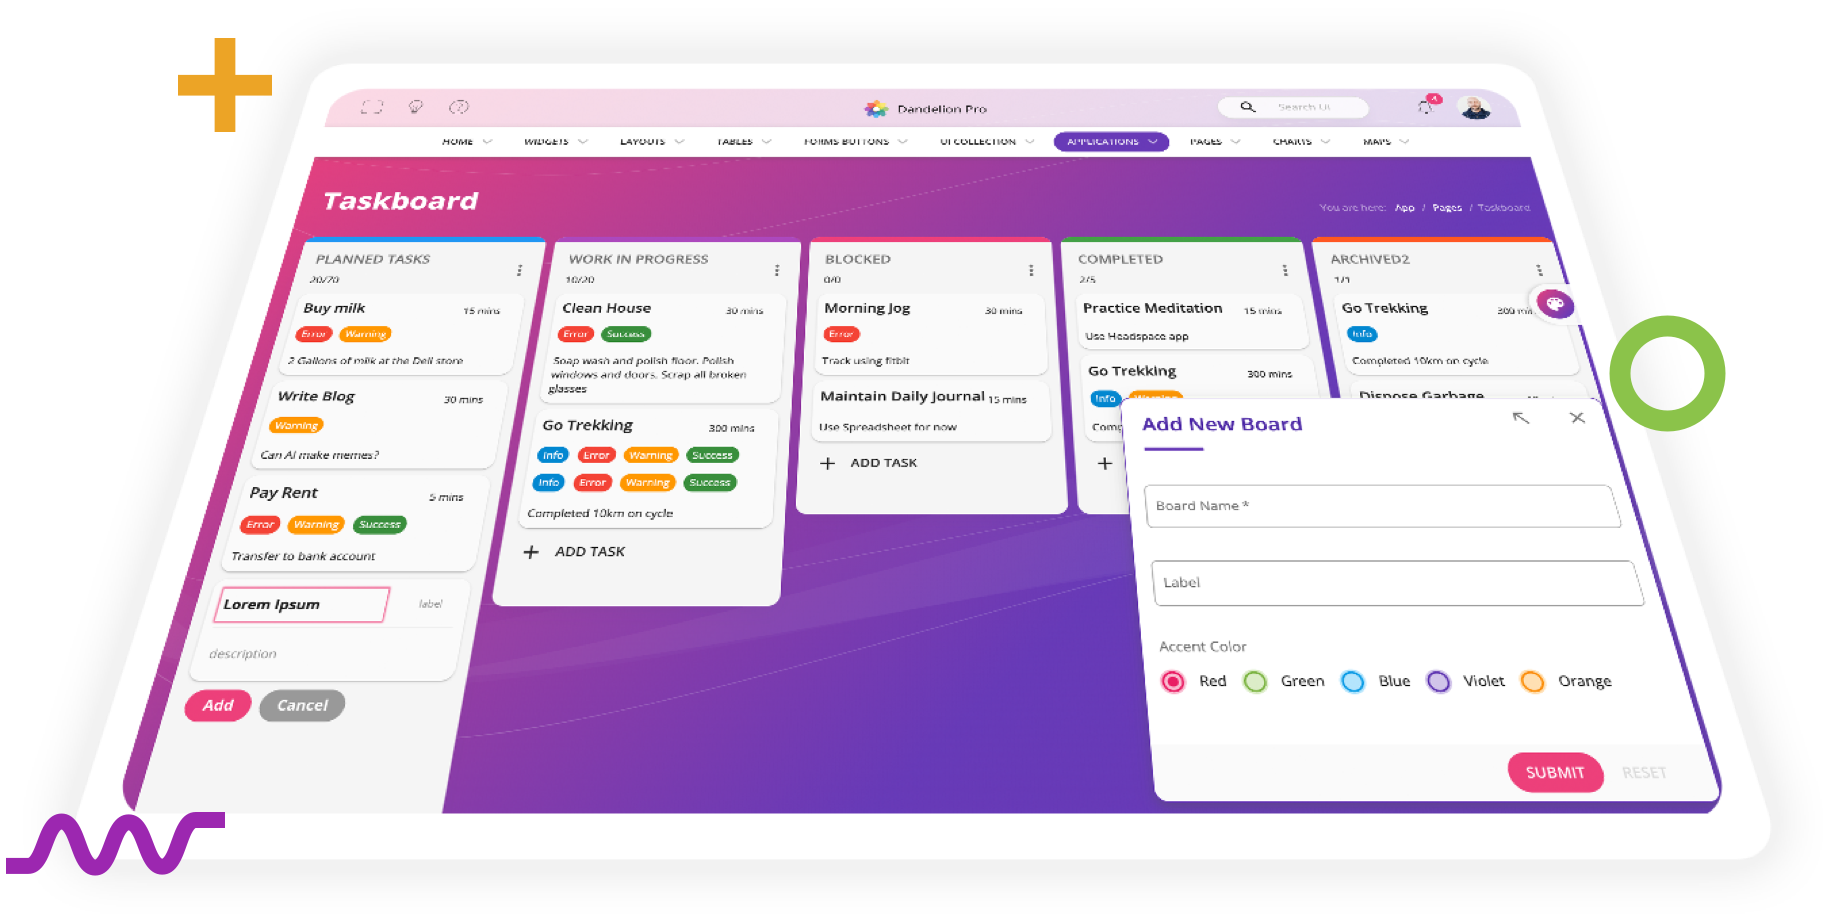 Dandelion Pro
Search UI
4
HOME
WIDGETS
LAYOUTS
TABLES
FORMS BUTTONS
UI COLLECTION
APPLICATIONS
PAGES
CHARTS
MAPS
Taskboard
You are here: App / Pages / Taskboard
PLANNED TASKS
20/70
Buy milk
15 mins
Error
Warning
2 Gallons of milk at the Deli store
Write Blog
30 mins
Warning
Can AI make memes?
Pay Rent
5 mins
Error
Warning
Success
Transfer to bank account
Lorem Ipsum
label
description
Add
Cancel
WORK IN PROGRESS
10/20
Clean House
30 mins
Error
Success
Soap wash and polish floor. Polish
windows and doors. Scrap all broken
glasses
Go Trekking
300 mins
Info
Error
Warning
Success
Info
Error
Warning
Success
Completed 10km on cycle
ADD TASK
BLOCKED
0/0
Morning Jog
30 mins
Error
Track using fitbit
Maintain Daily Journal
15 mins
Use Spreadsheet for now
ADD TASK
COMPLETED
2/5
Practice Meditation
15 mins
Use Headspace app
Go Trekking
300 mins
Info
Com
ARCHIVED2
1/1
Go Trekking
300 min
Info
Completed 10km on cycle
Dispose Garbage
Add New Board
Board Name *
Label
Accent Color
Red
Green
Blue
Violet
Orange
SUBMIT
RESET